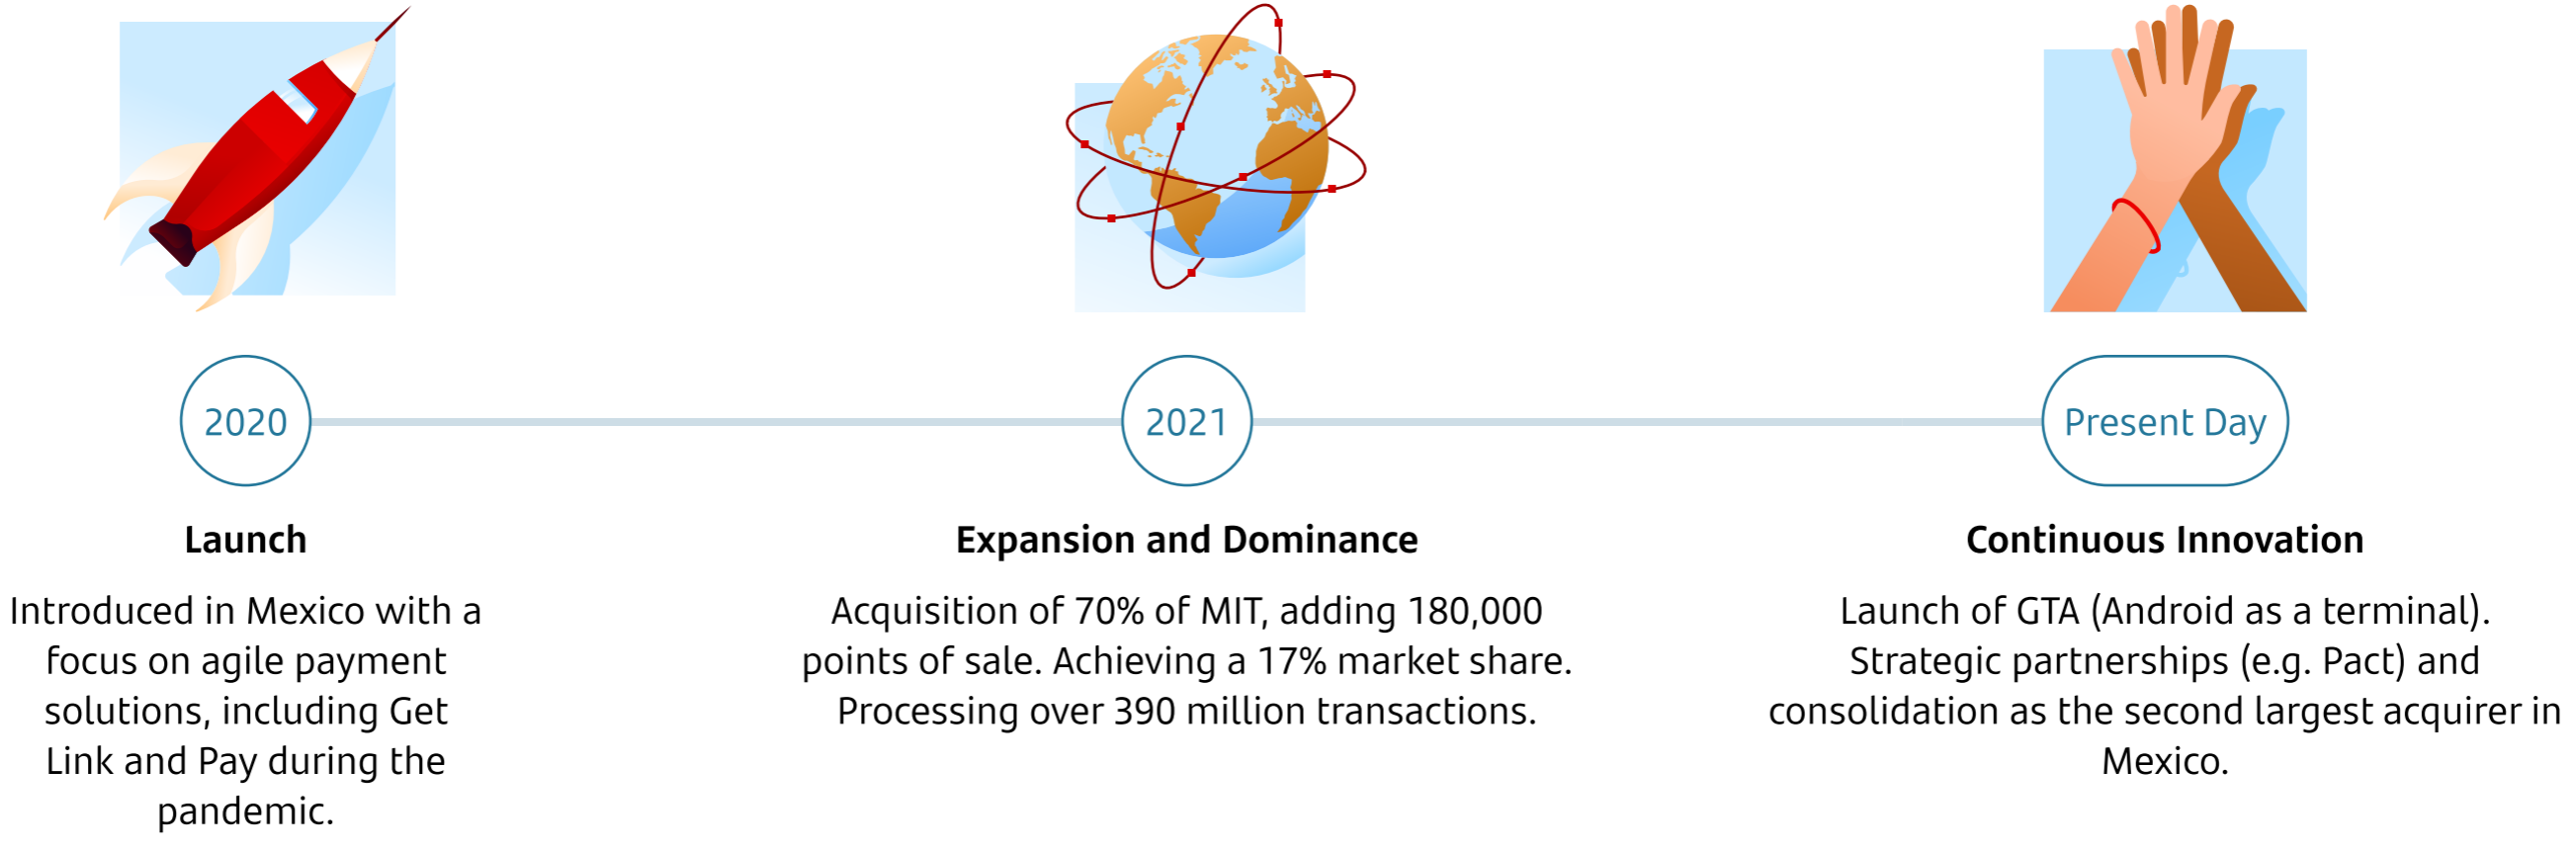 2020
Launch
Introduced in Mexico with a
focus on agile payment
solutions, including Get
Link and Pay during the
pandemic.
2021
Expansion and Dominance
Acquisition of 70% of MIT, adding 180,000
points of sale. Achieving a 17% market share.
Processing over 390 million transactions.
Present Day
Continuous Innovation
Launch of GTA (Android as a terminal).
Strategic partnerships (e.g. Pact) and
consolidation as the second largest acquirer in
Mexico.